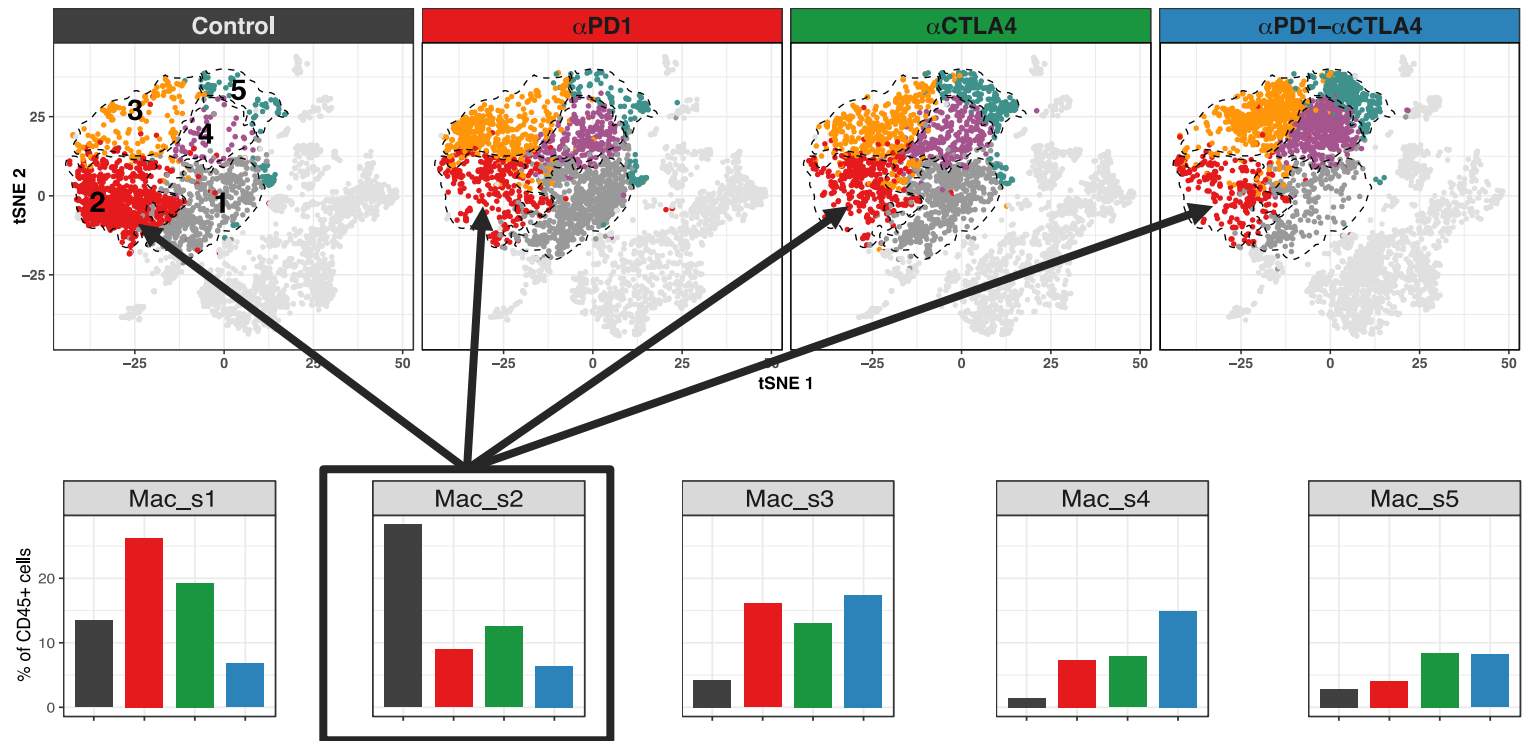 Control αPD1 αCTLA4 αPD1–αCTLA4
5
3
25
4
tSNE 2
0
2 1
−25
−25 0 25 50 −25 0 25 50 −25 0 25 50 −25 0 25 50
tSNE 1
Mac_s1 Mac_s2 Mac_s3 Mac_s4 Mac_s5
% of CD45+ cells
20
10
0